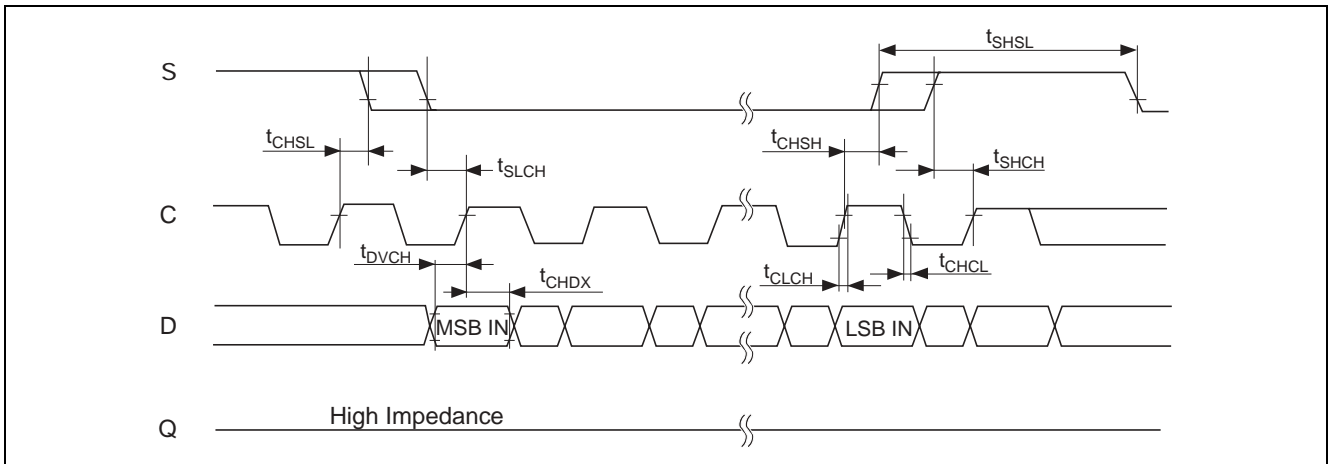 S
tSHSL
tCHSL
tSLCH
tCHSH
tSHCH
C
tDVCH
tCHDX
tCLCH
tCHCL
D
MSB IN
LSB IN
Q
High Impedance